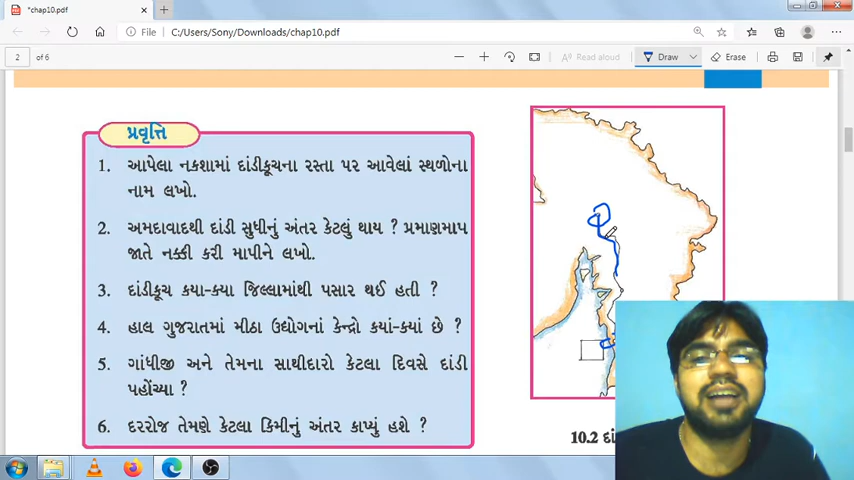 *chap10.pdf
File
C:/Users/Sony/Downloads/chap10.pdf
2
of 6
Read aloud
Draw
Erase
પ્રવૃત્તિ
1. આપેલા નકશામાં દાંડીકૂચના રસ્તા પર આવેલાં સ્થળોના
નામ લખો.
2. અમદાવાદથી દાંડી સુધીનું અંતર કેટલું થાય ? પ્રમાણમાપ
જાતે નક્કી કરી માપીને લખો.
3. દાંડીકૂચ કયા-ક્યા જિલ્લામાંથી પસાર થઈ હતી ?
4. હાલ ગુજરાતમાં મીઠા ઉદ્યોગનાં કેન્દ્રો કયાં-ક્યાં છે ?
5. ગાંધીજી અને તેમના સાથીદારો કેટલા દિવસે દાંડી
પહોંચ્યા ?
6. દરરોજ તેમણે કેટલા કિમીનું અંતર કાપ્યું હશે ?
10.2